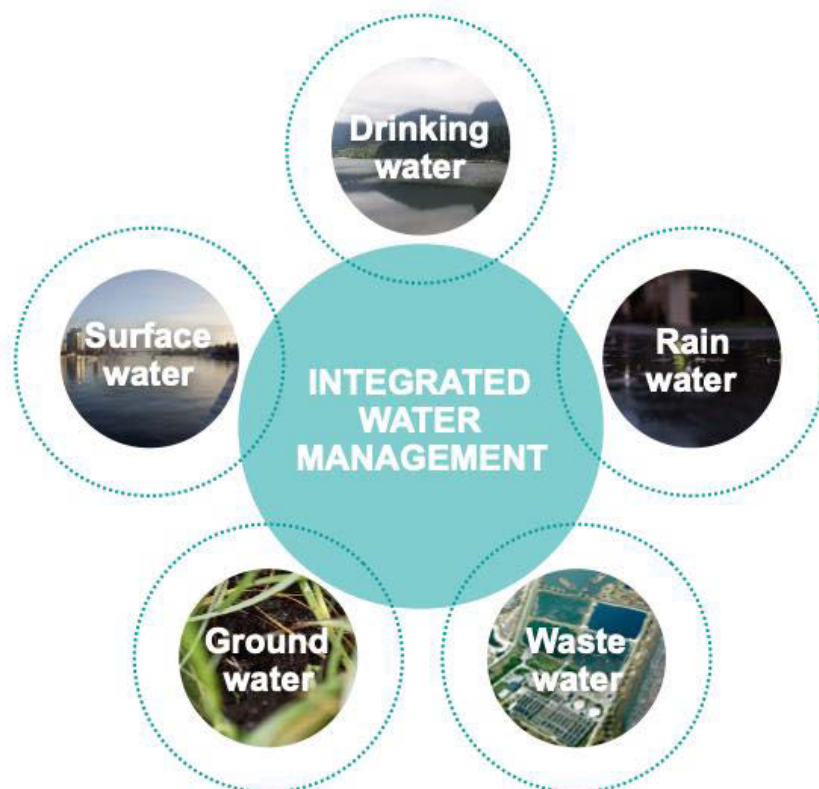 Drinking
water
Surface
water
Rain
water
INTEGRATED
WATER
MANAGEMENT
Ground
water
Waste
water